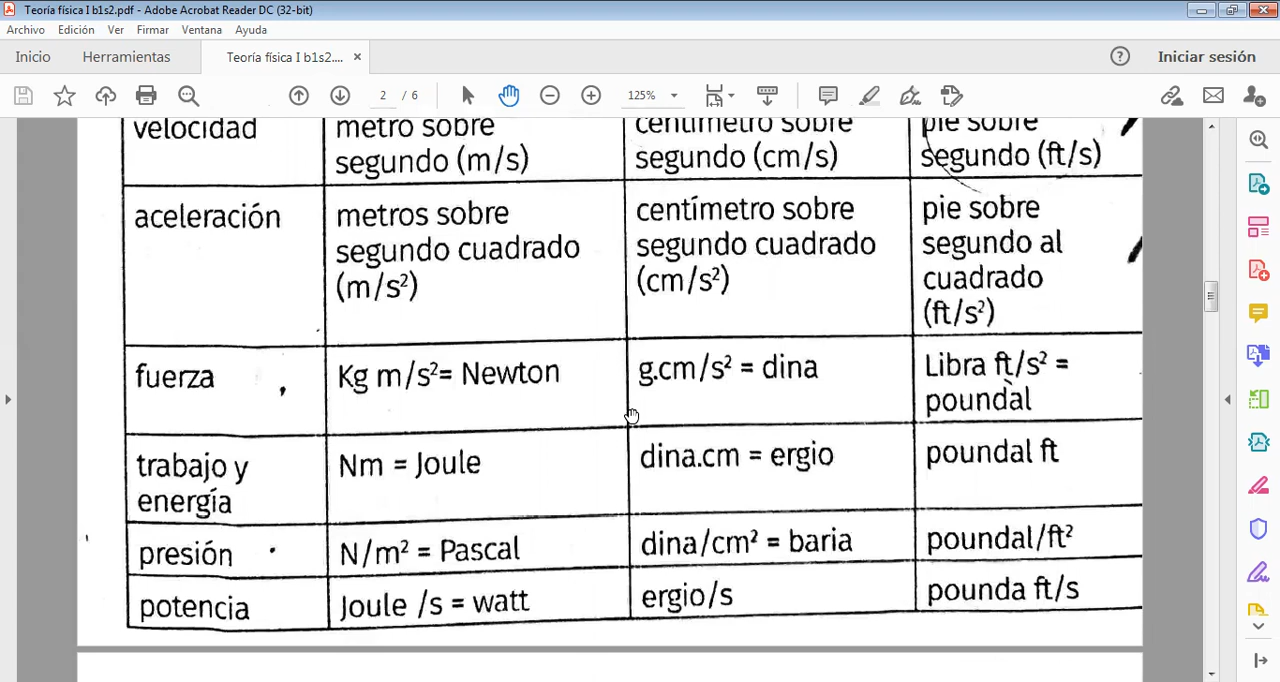 Teoría física I b1s2.pdf - Adobe Acrobat Reader DC (32-bit)
Archivo Edición Ver Firmar Ventana Ayuda
Inicio Herramientas Teoría física I b1s2.... × Iniciar sesión
2 / 6 125%
velocidad
metro sobre
segundo (m/s)
centímetro sobre
segundo (cm/s)
pie sobre
segundo (ft/s)
aceleración
metros sobre
segundo cuadrado
(m/s²)
centímetro sobre
segundo cuadrado
(cm/s²)
pie sobre
segundo al
cuadrado
(ft/s²)
fuerza
Kg m/s²= Newton
g.cm/s² = dina
Libra ft/s² =
poundal
trabajo y
energía
Nm = Joule
dina.cm = ergio
poundal ft
presión
N/m² = Pascal
dina/cm² = baria
poundal/ft²
potencia
Joule /s = watt
ergio/s
pounda ft/s